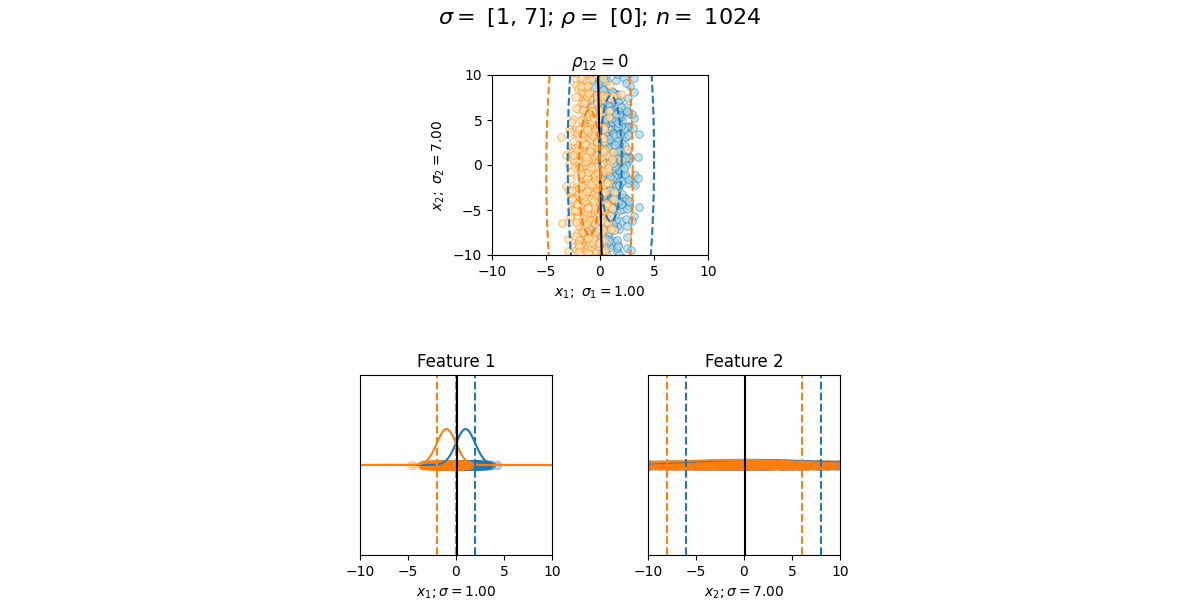 σ = [1, 7]; ρ = [0]; n = 1024
ρ₁₂ = 0
10
5
0
−5
−10
x₂; σ₂ = 7.00
−10 −5 0 5 10
x₁; σ₁ = 1.00
Feature 1
−10 −5 0 5 10
x₁; σ = 1.00
Feature 2
−10 −5 0 5 10
x₂; σ = 7.00